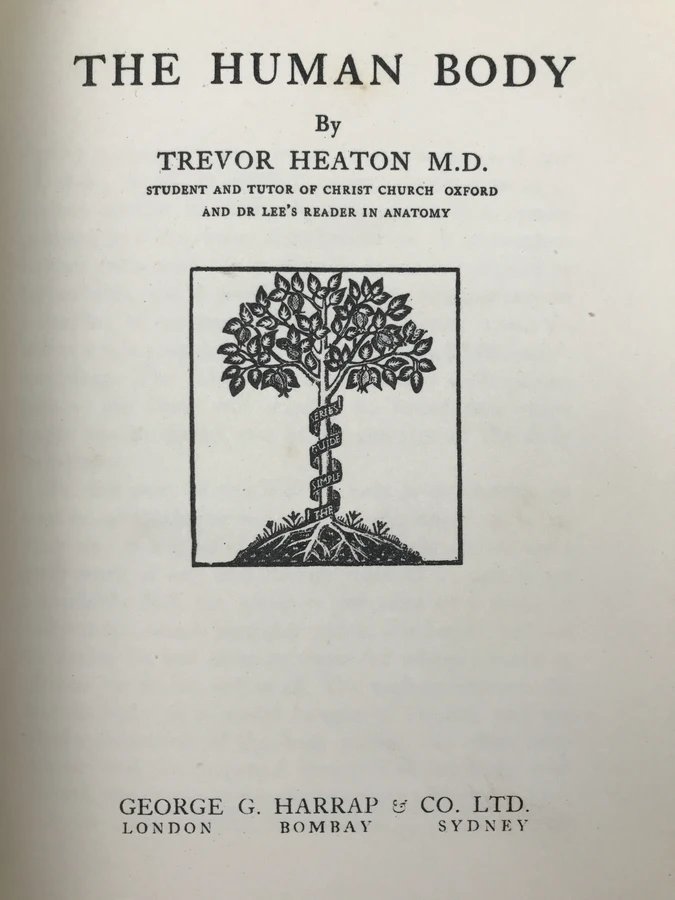 THE HUMAN BODY
By
TREVOR HEATON M.D.
STUDENT AND TUTOR OF CHRIST CHURCH OXFORD
AND DR LEE'S READER IN ANATOMY
SERIES
GUIDE
SIMPLE
THE
GEORGE G. HARRAP & CO. LTD.
LONDON BOMBAY SYDNEY